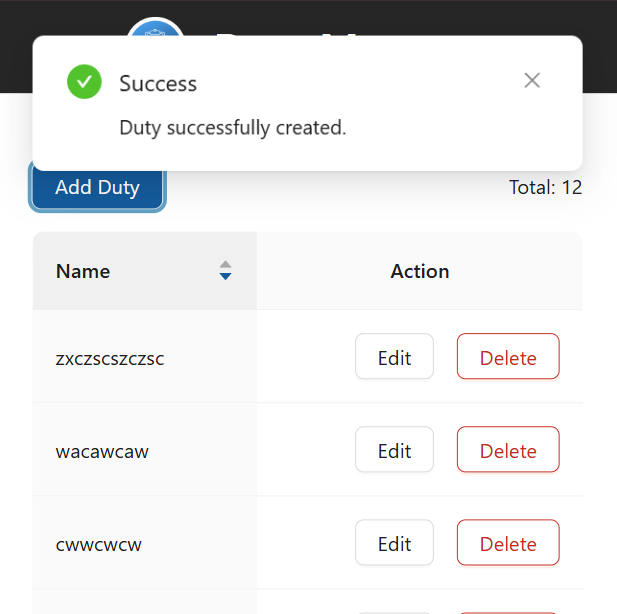 Success
Duty successfully created.
Add Duty
Total: 12
Name
Action
zxczscszczsc
Edit
Delete
wacawcaw
Edit
Delete
cwwcwcw
Edit
Delete